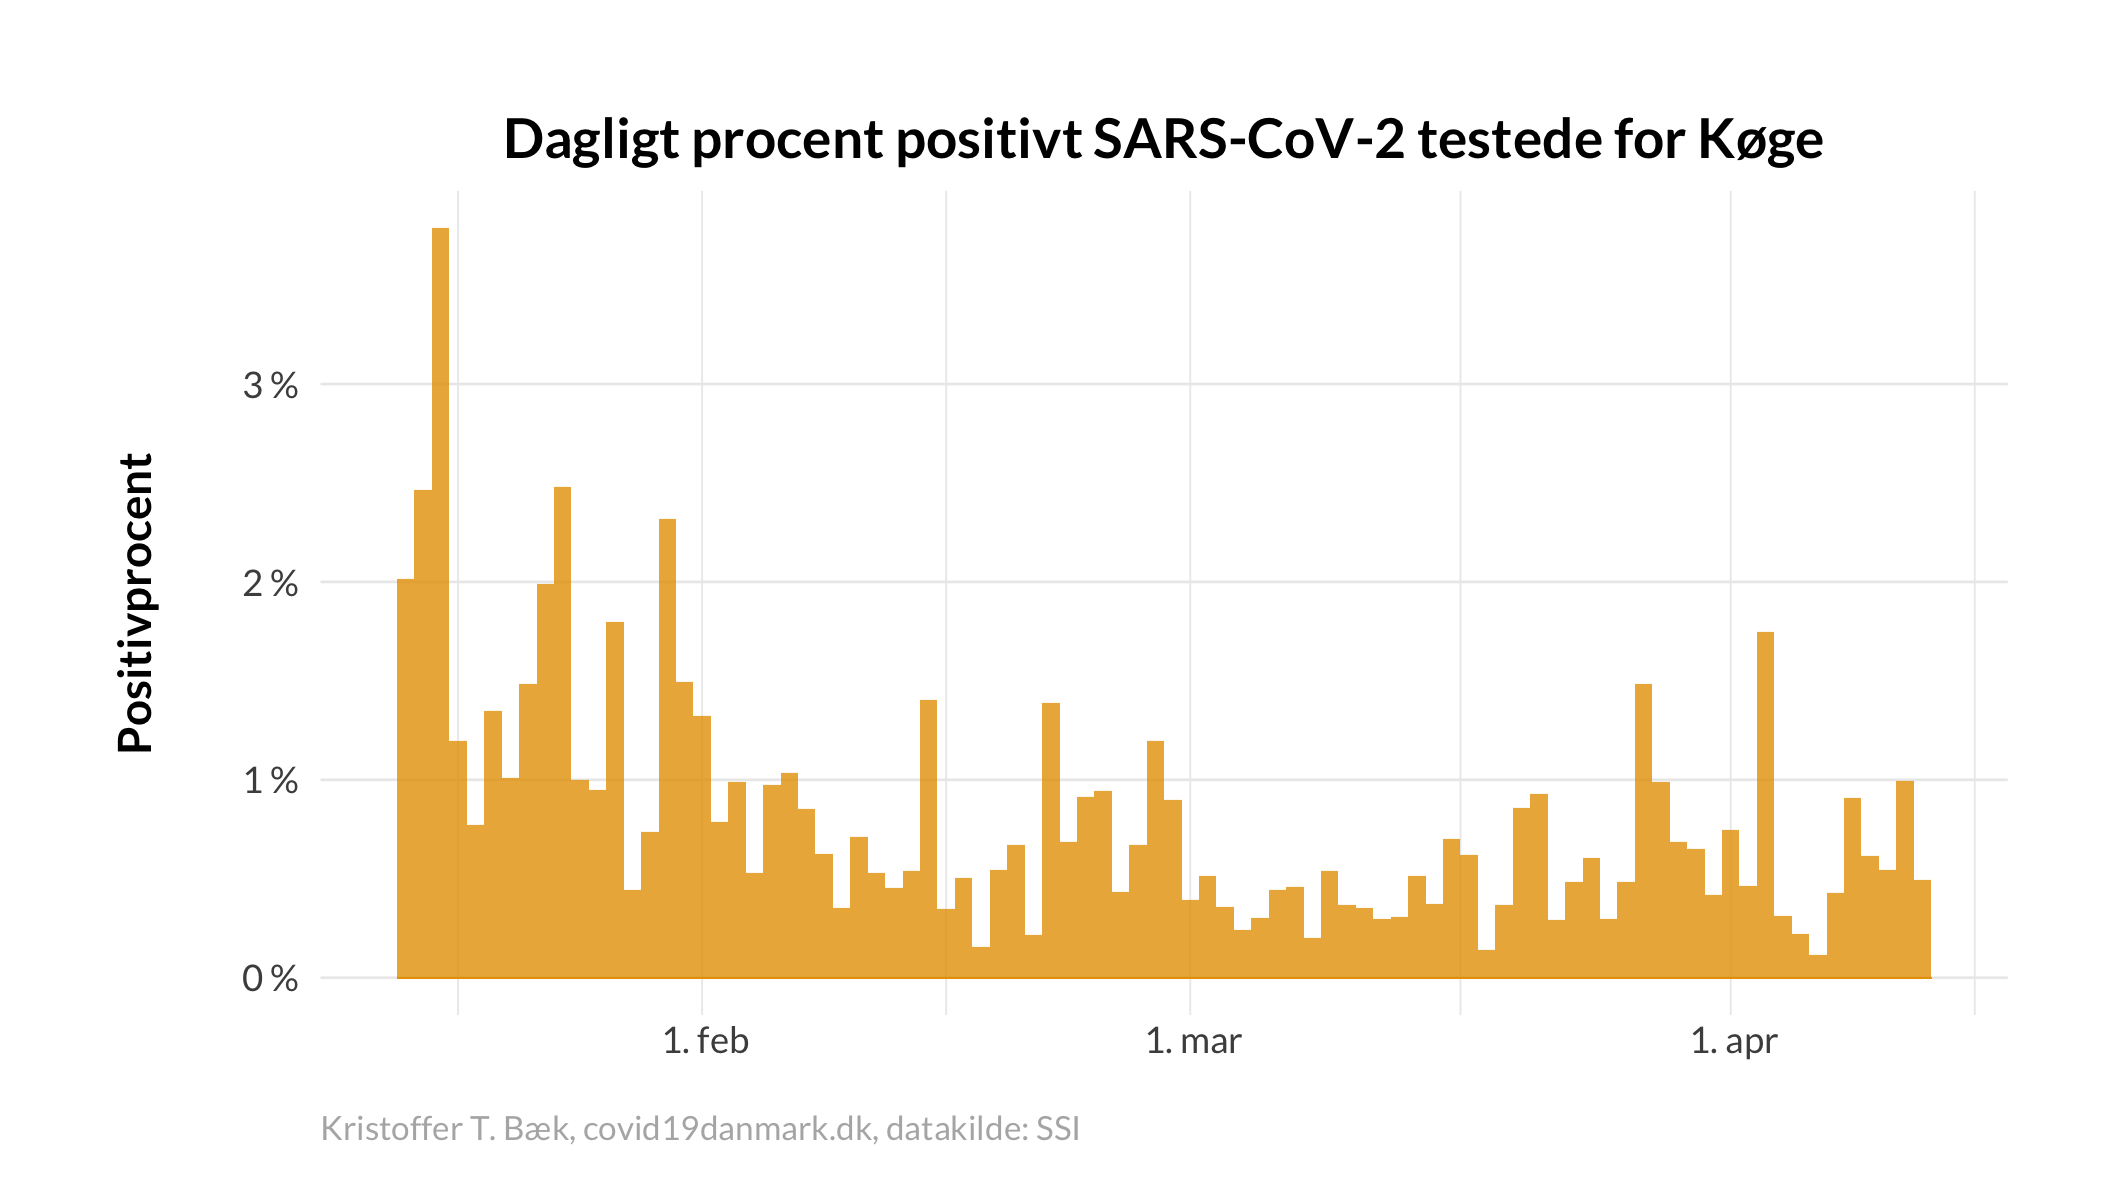 Dagligt procent positivt SARS-CoV-2 testede for Køge
Positivprocent
3 %
2 %
1 %
0 %
1. feb
1. mar
1. apr
Kristoffer T. Bæk, covid19danmark.dk, datakilde: SSI